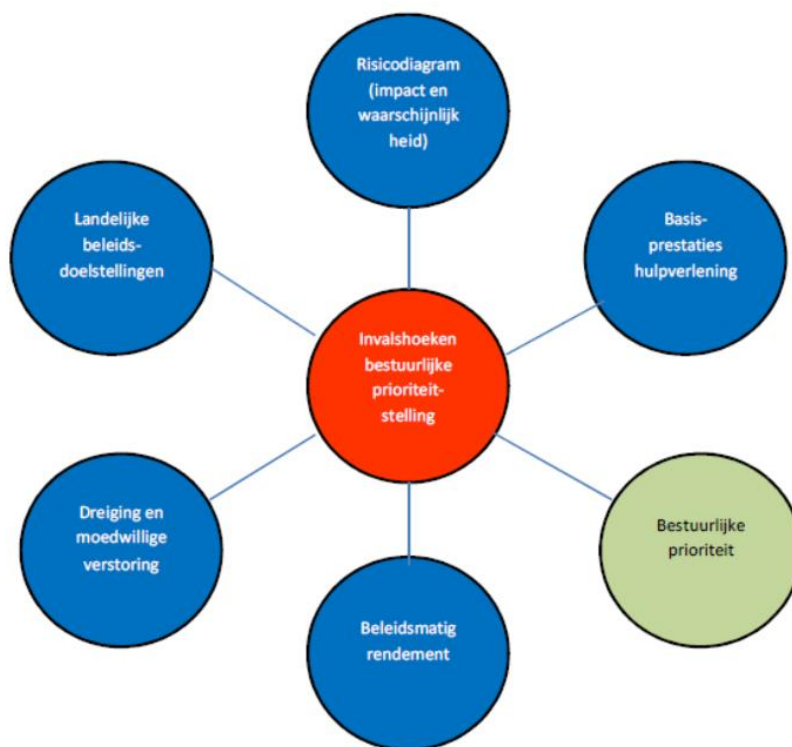 Risicodiagram
(impact en
waarschijnlijk
heid)
Landelijke
beleids-
doelstellingen
Basis-
prestaties
hulpverlening
Invalshoeken
bestuurlijke
prioriteit-
stelling
Dreiging en
moedwillige
verstoring
Bestuurlijke
prioriteit
Beleidsmatig
rendement